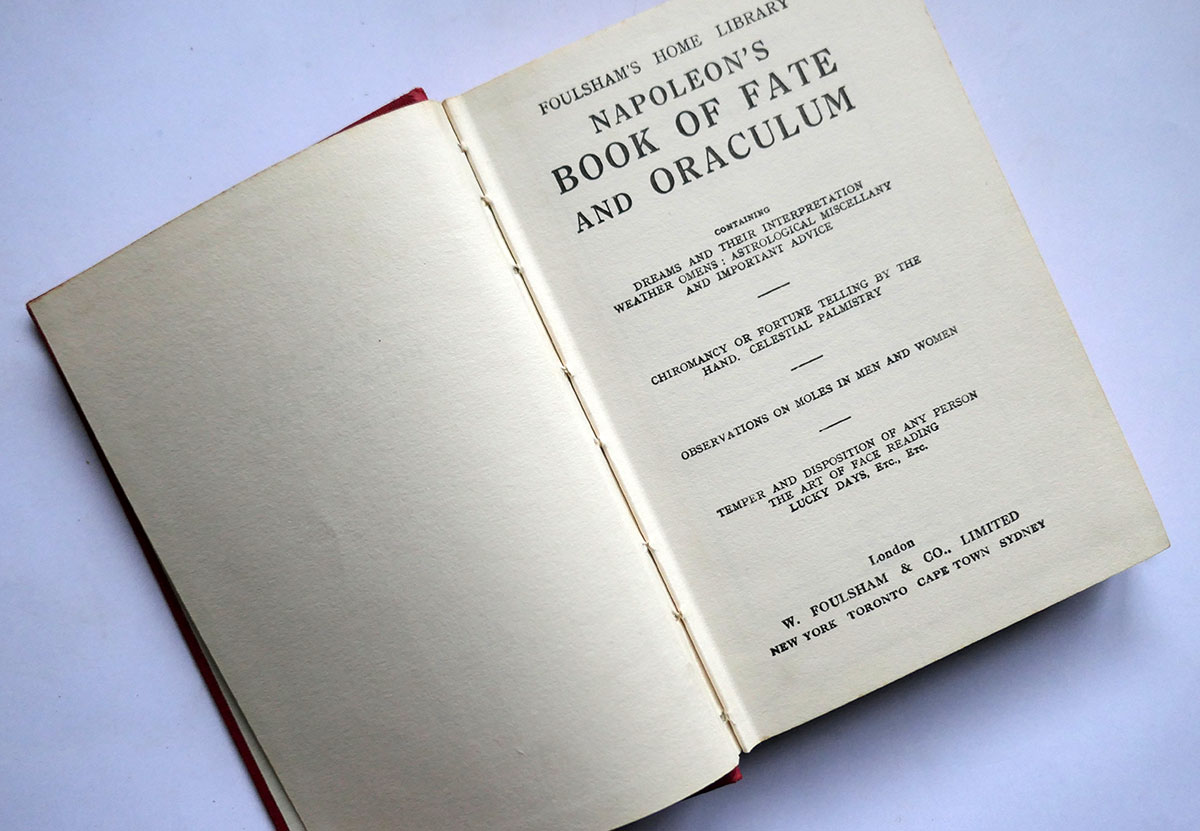 FOULSHAM'S HOME LIBRARY
NAPOLEON'S
BOOK OF FATE
AND ORACULUM
CONTAINING
DREAMS AND THEIR INTERPRETATION
WEATHER OMENS; ASTROLOGICAL MISCELLANY
AND IMPORTANT ADVICE
CHIROMANCY OR FORTUNE TELLING BY THE
HAND. CELESTIAL PALMISTRY
OBSERVATIONS ON MOLES IN MEN AND WOMEN
TEMPER AND DISPOSITION OF ANY PERSON
THE ART OF FACE READING
LUCKY DAYS, Etc., Etc.
London
W. FOULSHAM & CO., LIMITED
NEW YORK TORONTO CAPE TOWN SYDNEY